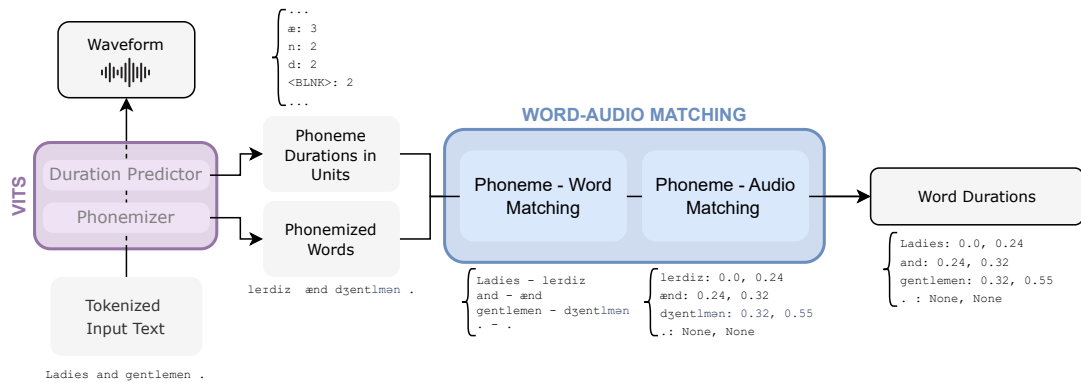 Waveform
...
æ: 3
n: 2
d: 2
<BLNK>: 2
...
VITS
Duration Predictor
Phonemizer
Tokenized
Input Text
Ladies and gentlemen .
Phoneme
Durations in
Units
Phonemized
Words
leɪdiz ænd dʒentlmən .
WORD-AUDIO MATCHING
Phoneme - Word
Matching
Phoneme - Audio
Matching
Ladies - leɪdiz
and - ænd
gentlemen - dʒentlmən
. - .
leɪdiz: 0.0, 0.24
ænd: 0.24, 0.32
dʒentlmən: 0.32, 0.55
.: None, None
Word Durations
Ladies: 0.0, 0.24
and: 0.24, 0.32
gentlemen: 0.32, 0.55
. : None, None